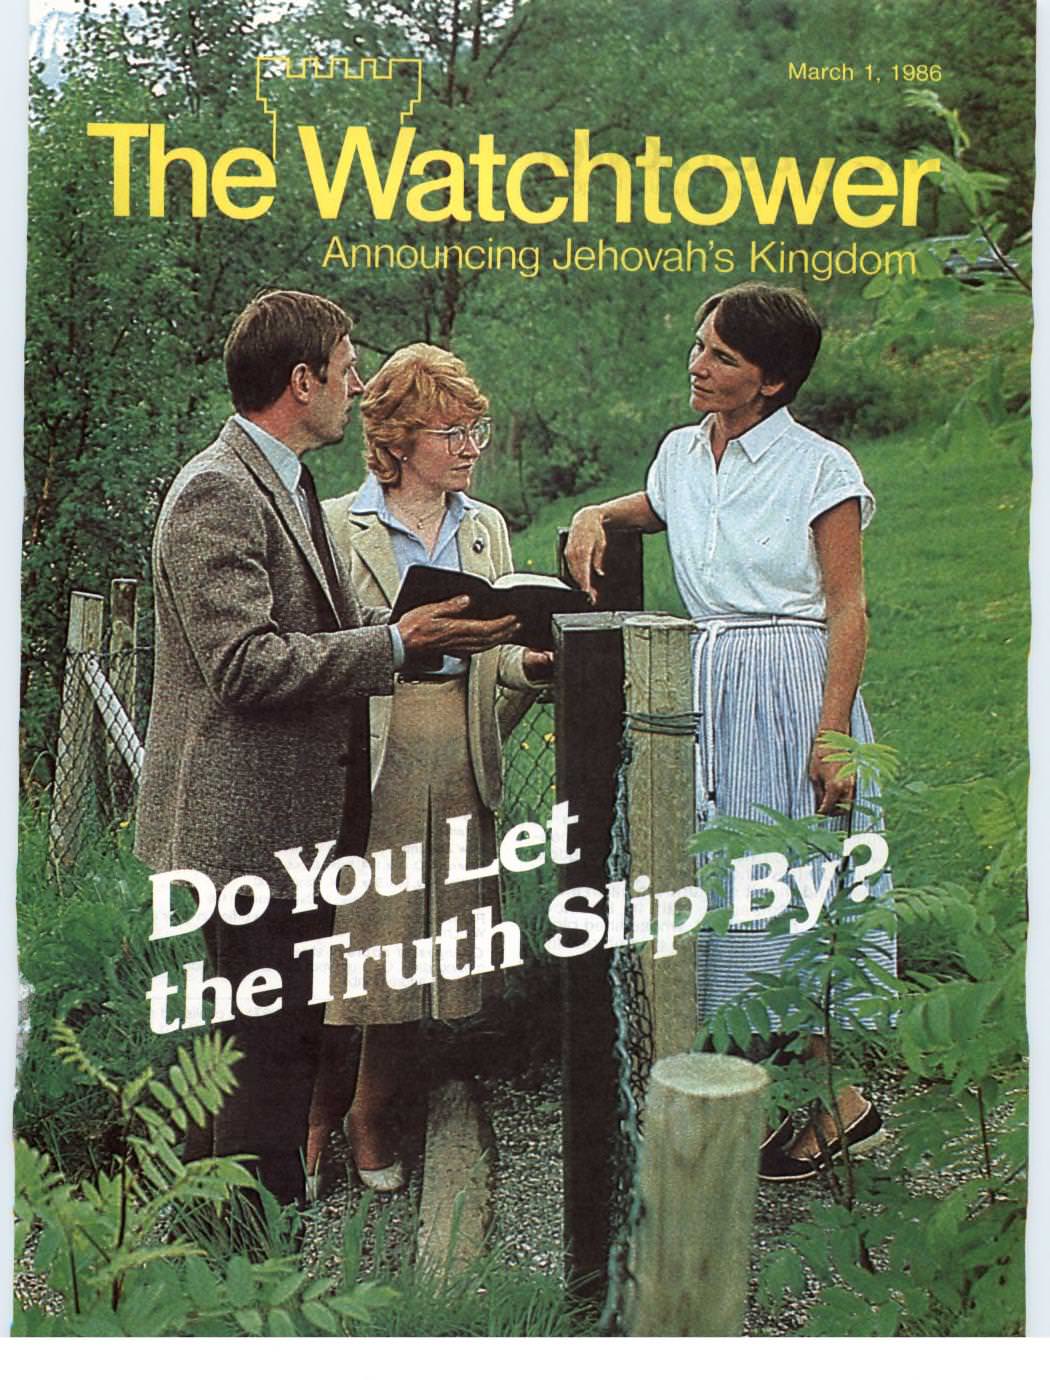 March 1, 1986
The Watchtower
Announcing Jehovah's Kingdom
Do You Let
the Truth Slip By?